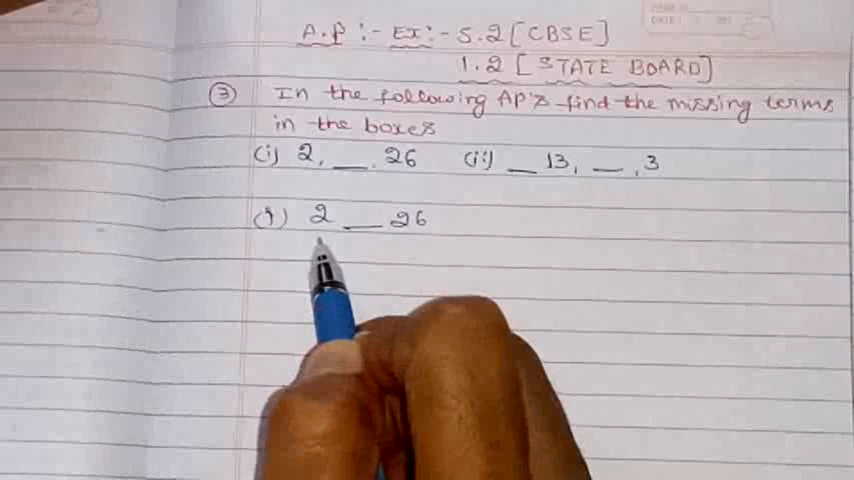 A.P :- Ex:- 5.2 [CBSE]
1.2 [STATE BOARD]
③ In the following AP's find the missing terms
in the boxes
(i) 2, __ , 26 (ii) __ 13, __ , 3
(i) 2 __ 26